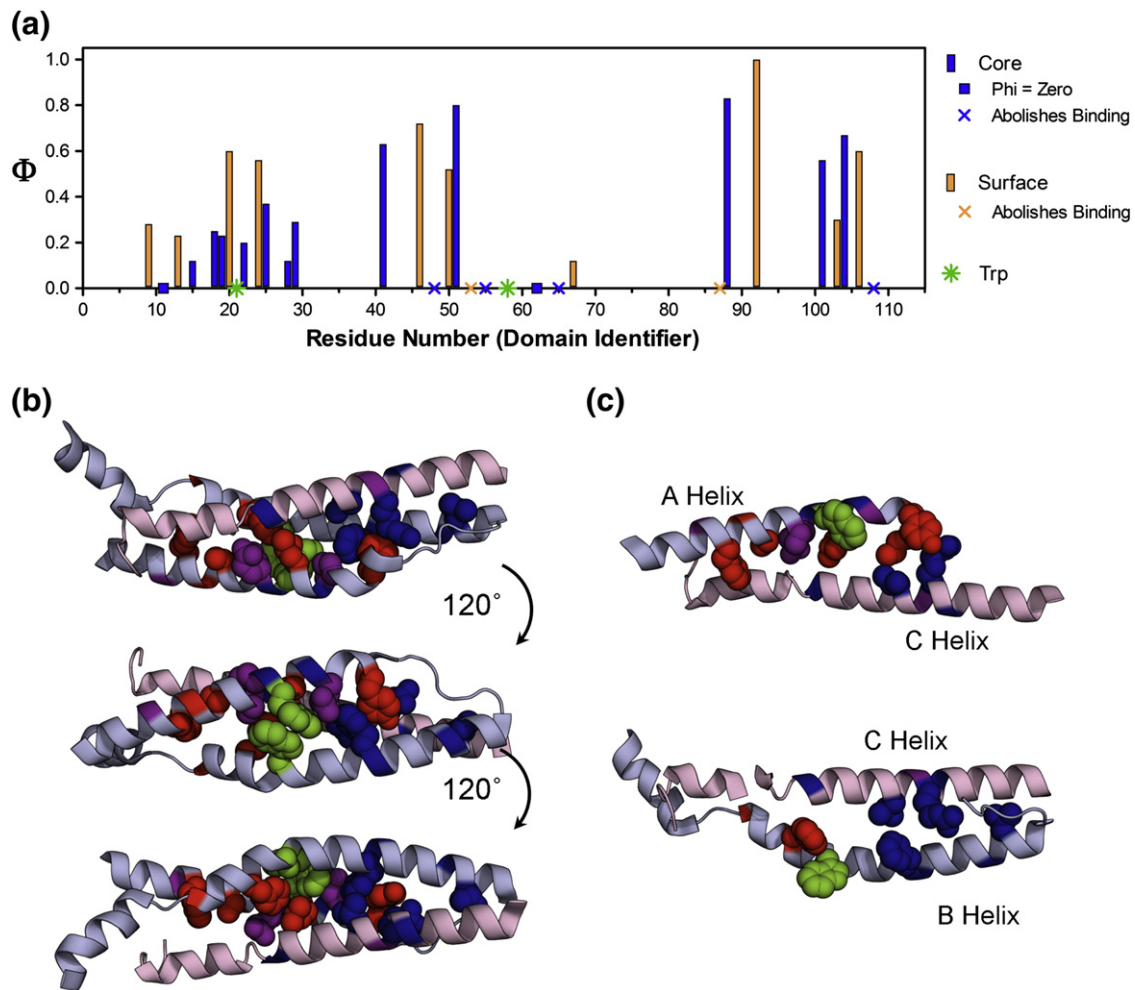 (a)
1.0
0.8
0.6
0.4
0.2
0.0
Φ
0 10 20 30 40 50 60 70 80 90 100 110
Residue Number (Domain Identifier)
Core
Phi = Zero
Abolishes Binding
Surface
Abolishes Binding
Trp
(b)
120°
120°
(c)
A Helix
C Helix
C Helix
B Helix